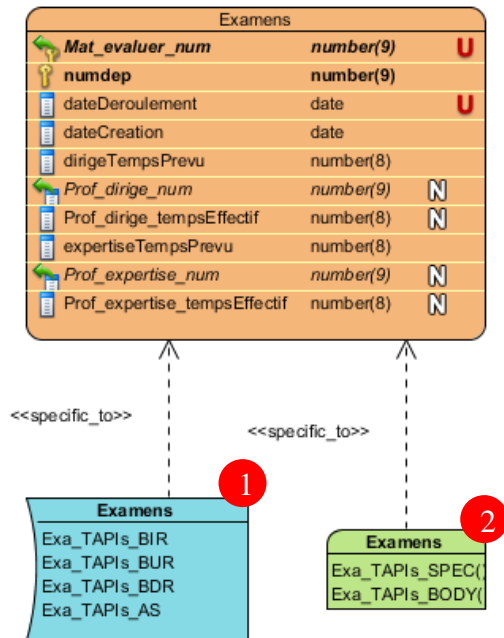 Examens
Mat_evaluer_num number(9) U
numdep number(9)
dateDeroulement date U
dateCreation date
dirigeTempsPrevu number(8)
Prof_dirige_num number(9) N
Prof_dirige_tempsEffectif number(8) N
expertiseTempsPrevu number(8)
Prof_expertise_num number(9) N
Prof_expertise_tempsEffectif number(8) N
<<specific_to>>
<<specific_to>>
1
Examens
Exa_TAPIs_BIR
Exa_TAPIs_BUR
Exa_TAPIs_BDR
Exa_TAPIs_AS
2
Examens
Exa_TAPIs_SPEC()
Exa_TAPIs_BODY(